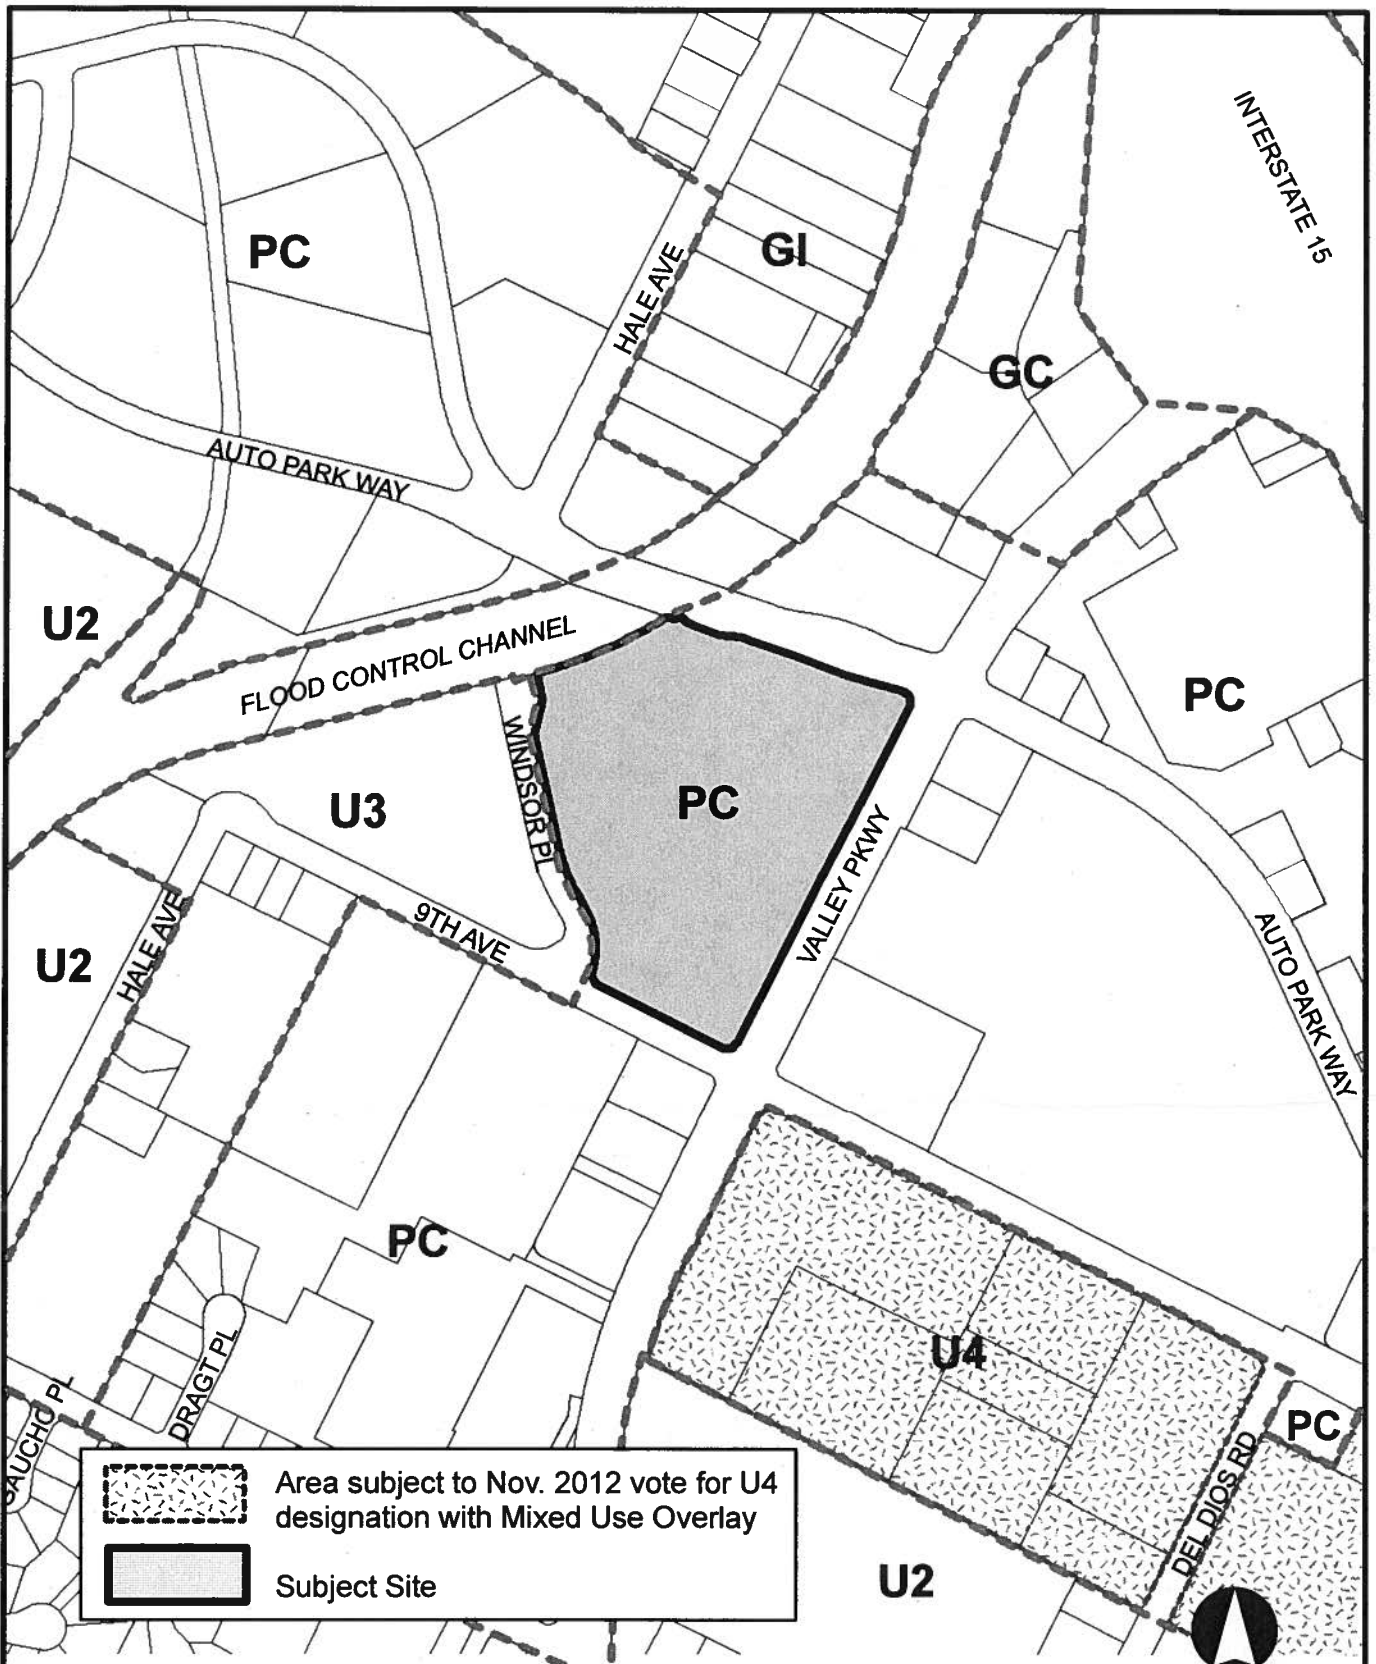 INTERSTATE 15
PC
GI
HALE AVE
GC
AUTO PARK WAY
U2
FLOOD CONTROL CHANNEL
PC
WINDSOR PL
U3
PC
VALLEY PKWY
9TH AVE
HALE AVE
U2
AUTO PARK WAY
PC
U4
DRAGT PL
GAUCHO PL
PC
DEL DIOS RD
Area subject to Nov. 2012 vote for U4
designation with Mixed Use Overlay
Subject Site
U2